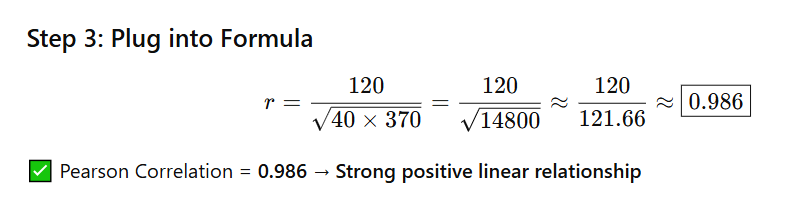 Step 3: Plug into Formula
r = 120 / √(40 × 370) = 120 / √14800 ≈ 120 / 121.66 ≈ 0.986
✅ Pearson Correlation = 0.986 → Strong positive linear relationship